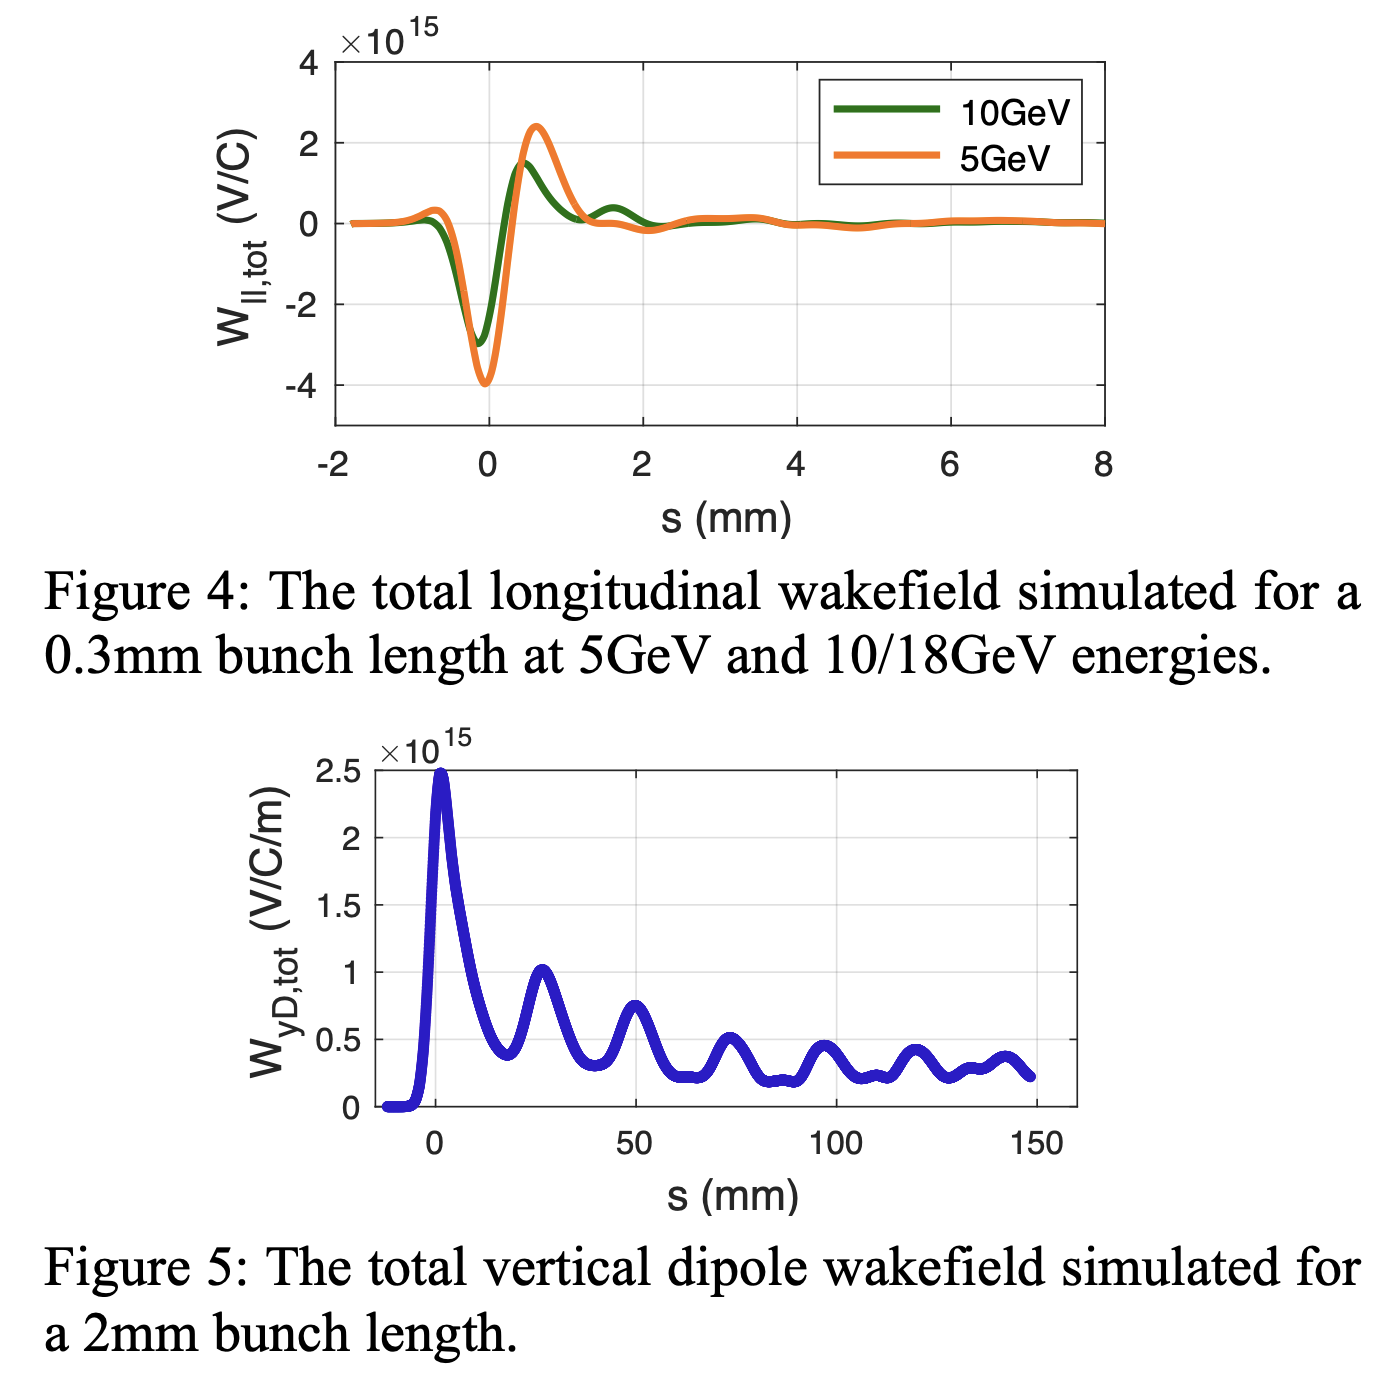 ×10 15
4
2
0
-2
-4
W||,tot (V/C)
10GeV
5GeV
-2 0 2 4 6 8
s (mm)
Figure 4: The total longitudinal wakefield simulated for a
0.3mm bunch length at 5GeV and 10/18GeV energies.
×10 15
2.5
2
1.5
1
0.5
0
WyD,tot (V/C/m)
0 50 100 150
s (mm)
Figure 5: The total vertical dipole wakefield simulated for
a 2mm bunch length.